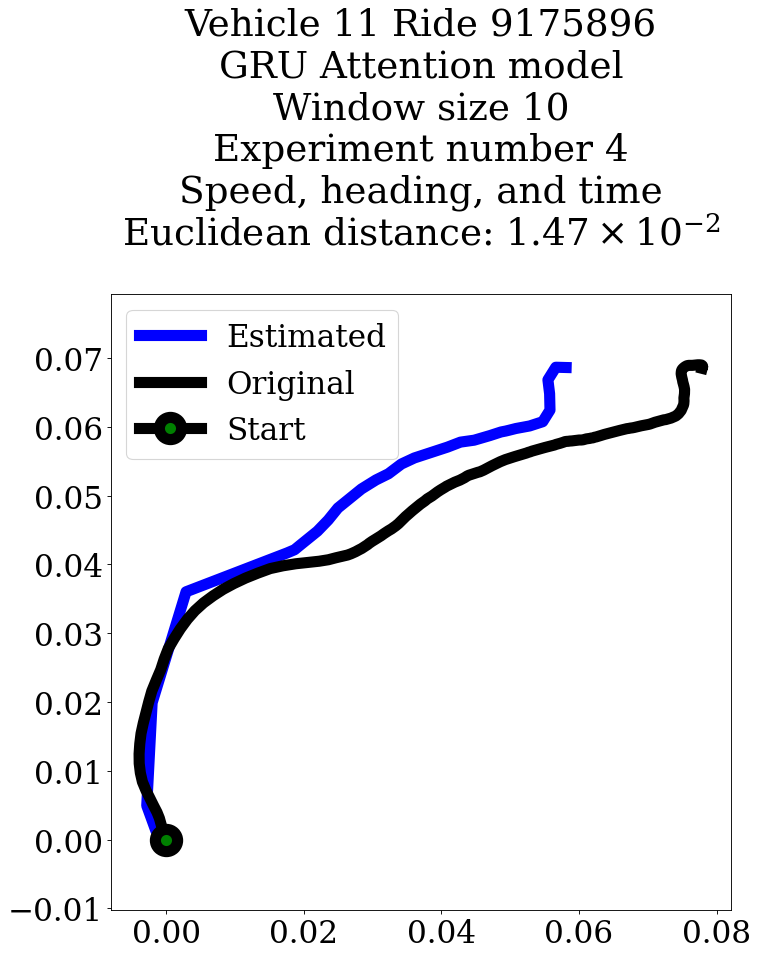 Vehicle 11 Ride 9175896
GRU Attention model
Window size 10
Experiment number 4
Speed, heading, and time
Euclidean distance: 1.47 × 10⁻²
Estimated
Original
Start
0.07
0.06
0.05
0.04
0.03
0.02
0.01
0.00
−0.01
0.00 0.02 0.04 0.06 0.08